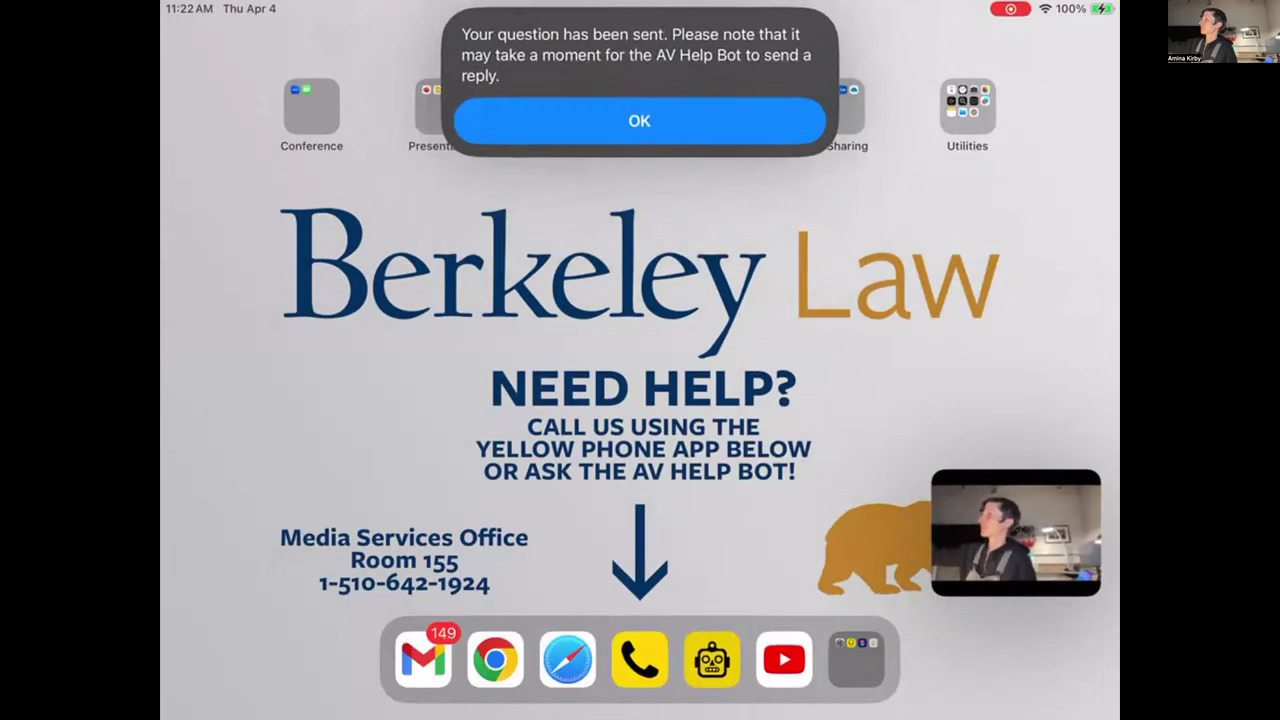 11:22 AM Thu Apr 4
100%
Your question has been sent. Please note that it
may take a moment for the AV Help Bot to send a
reply.
OK
Conference
Present
Sharing
Utilities
Berkeley Law
NEED HELP?
CALL US USING THE
YELLOW PHONE APP BELOW
OR ASK THE AV HELP BOT!
Media Services Office
Room 155
1-510-642-1924
149
Amina Kirby